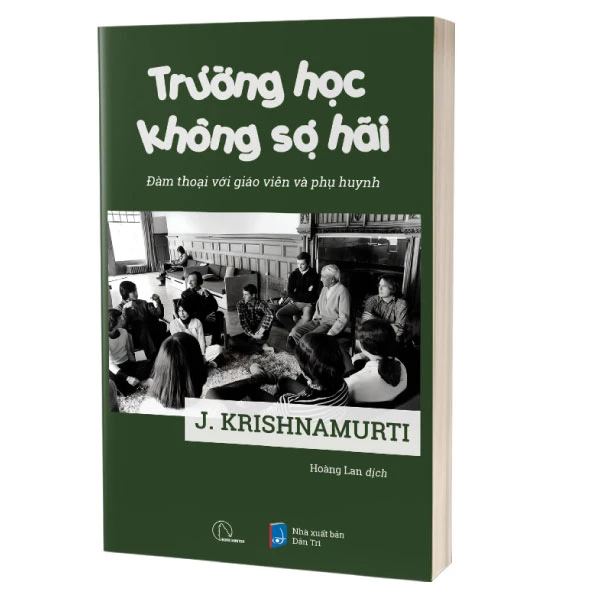 Trường học
không sợ hãi
Đàm thoại với giáo viên và phụ huynh
J. KRISHNAMURTI
Hoàng Lan dịch
Nhà xuất bản
Dân Trí